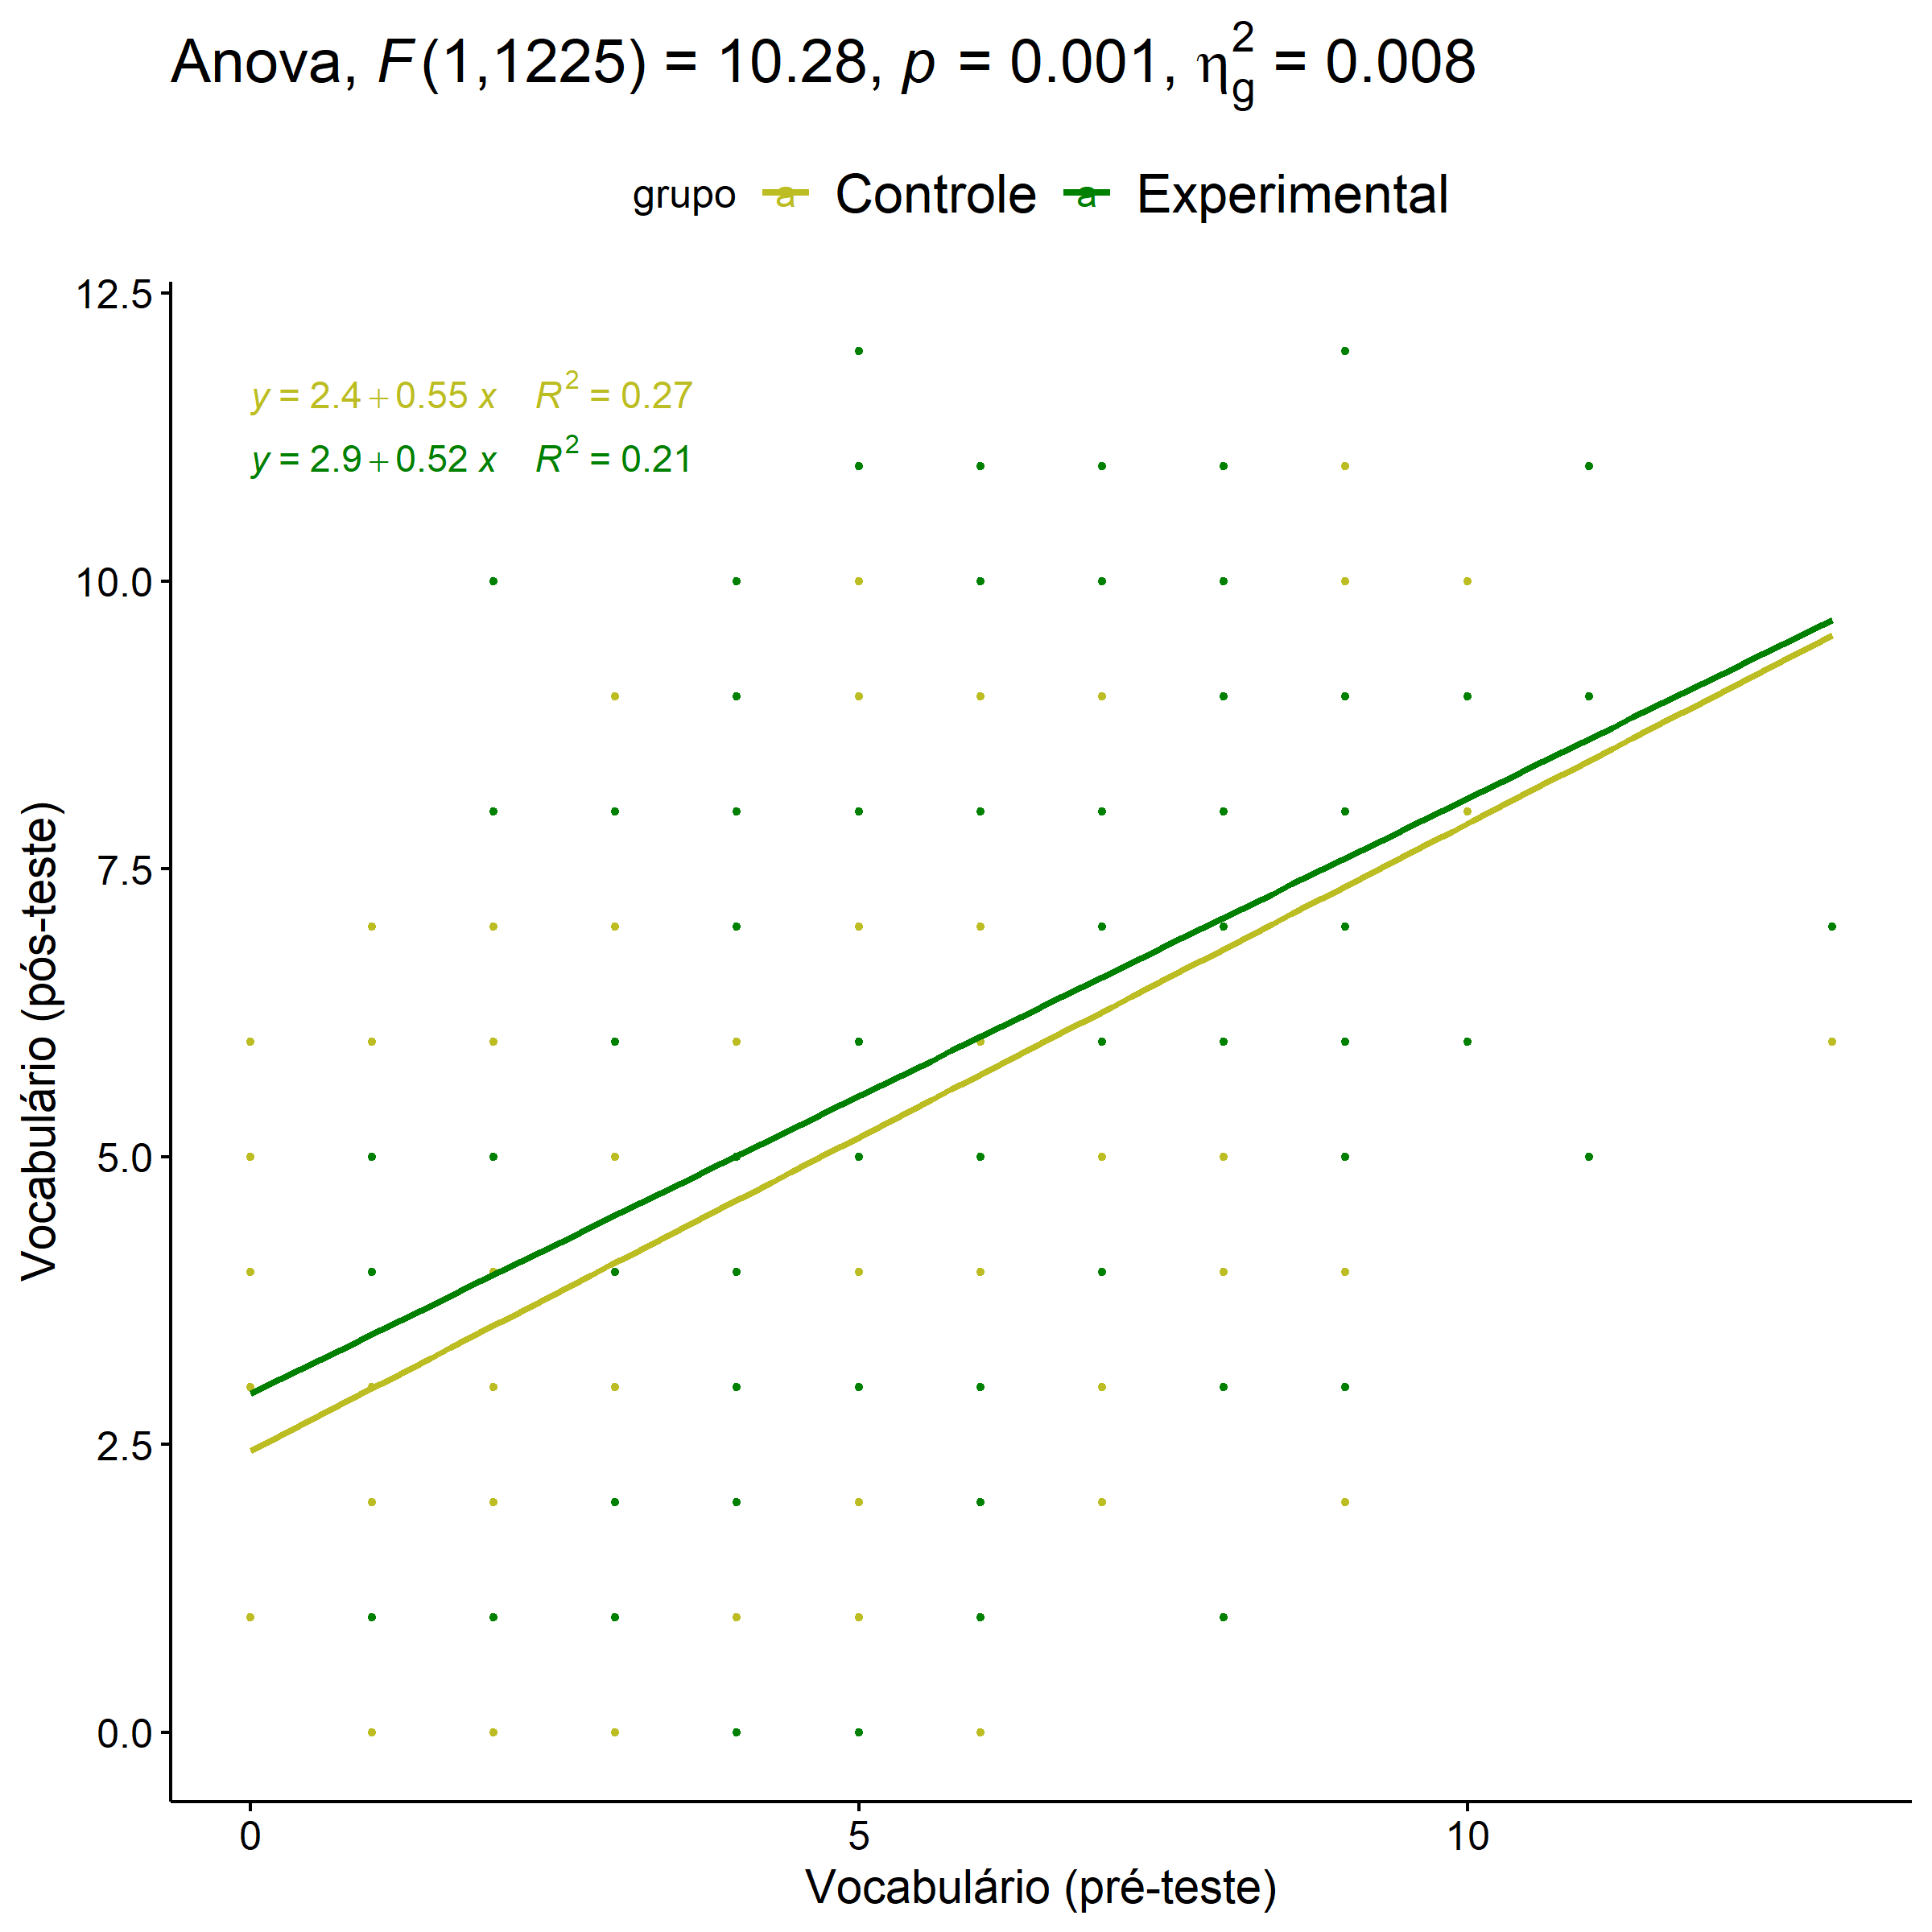 Anova, F(1,1225) = 10.28, p = 0.001, η²g = 0.008
grupo a Controle a Experimental
12.5
y = 2.4 + 0.55 x R² = 0.27
y = 2.9 + 0.52 x R² = 0.21
10.0
7.5
5.0
2.5
0.0
Vocabulário (pós-teste)
0 5 10
Vocabulário (pré-teste)